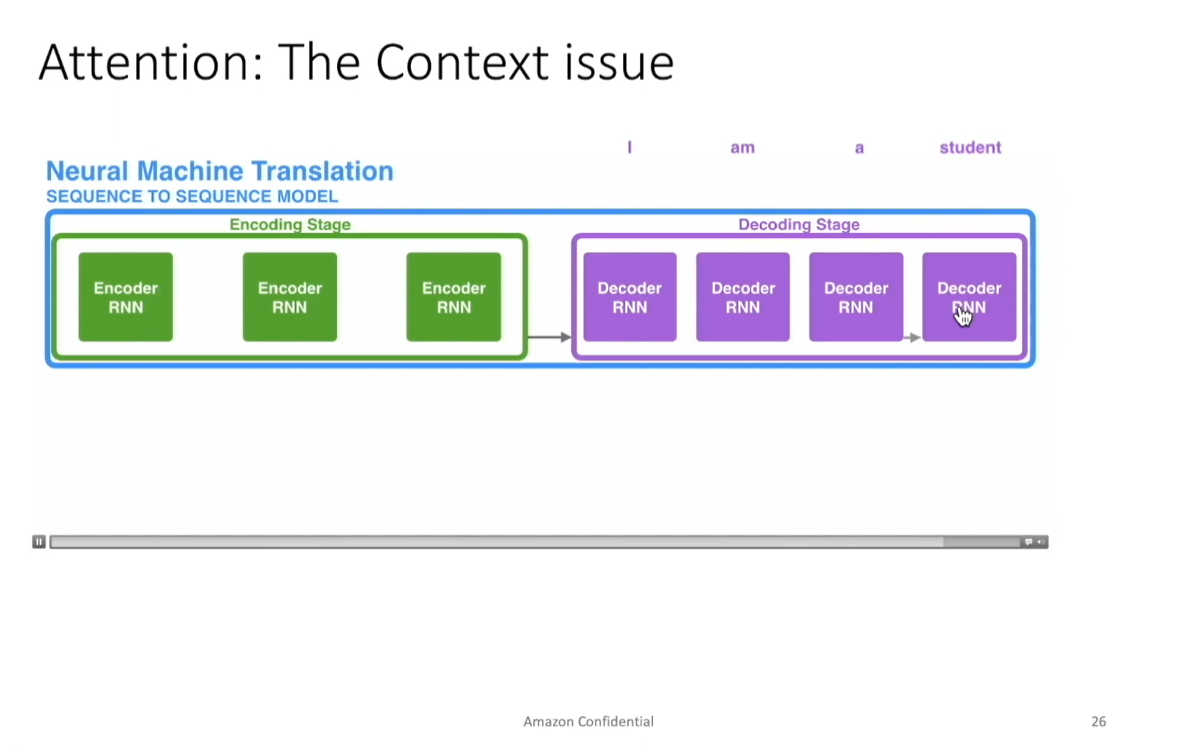 Attention: The Context issue
I am a student
Neural Machine Translation
SEQUENCE TO SEQUENCE MODEL
Encoding Stage
Decoding Stage
Encoder
RNN
Encoder
RNN
Encoder
RNN
Decoder
RNN
Decoder
RNN
Decoder
RNN
Decoder
RNN
Amazon Confidential
26